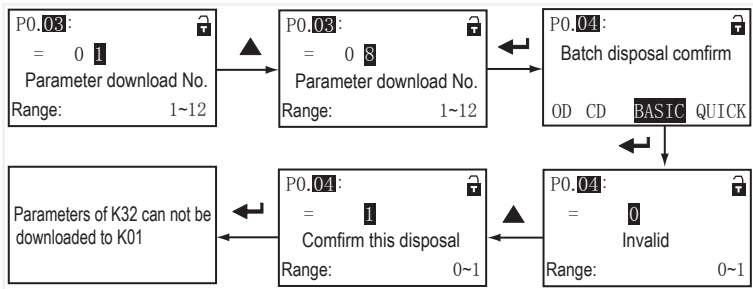 P0.03:
= 0 1
Parameter download No.
Range: 1~12
P0.03:
= 0 8
Parameter download No.
Range: 1~12
P0.04:
Batch disposal comfirm
OD CD BASIC QUICK
P0.04:
= 0
Invalid
Range: 0~1
P0.04:
= 1
Comfirm this disposal
Range: 0~1
Parameters of K32 can not be
downloaded to K01